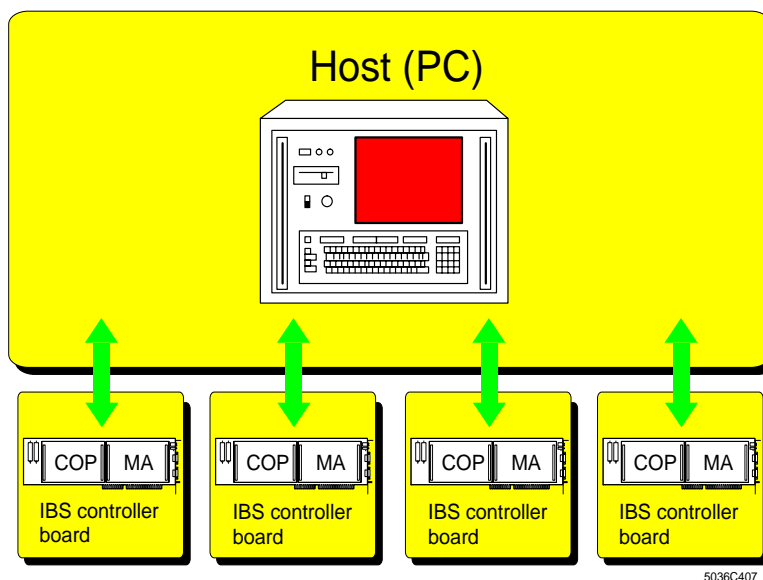 Host (PC)
COP MA
IBS controller
board
COP MA
IBS controller
board
COP MA
IBS controller
board
COP MA
IBS controller
board
5036C407